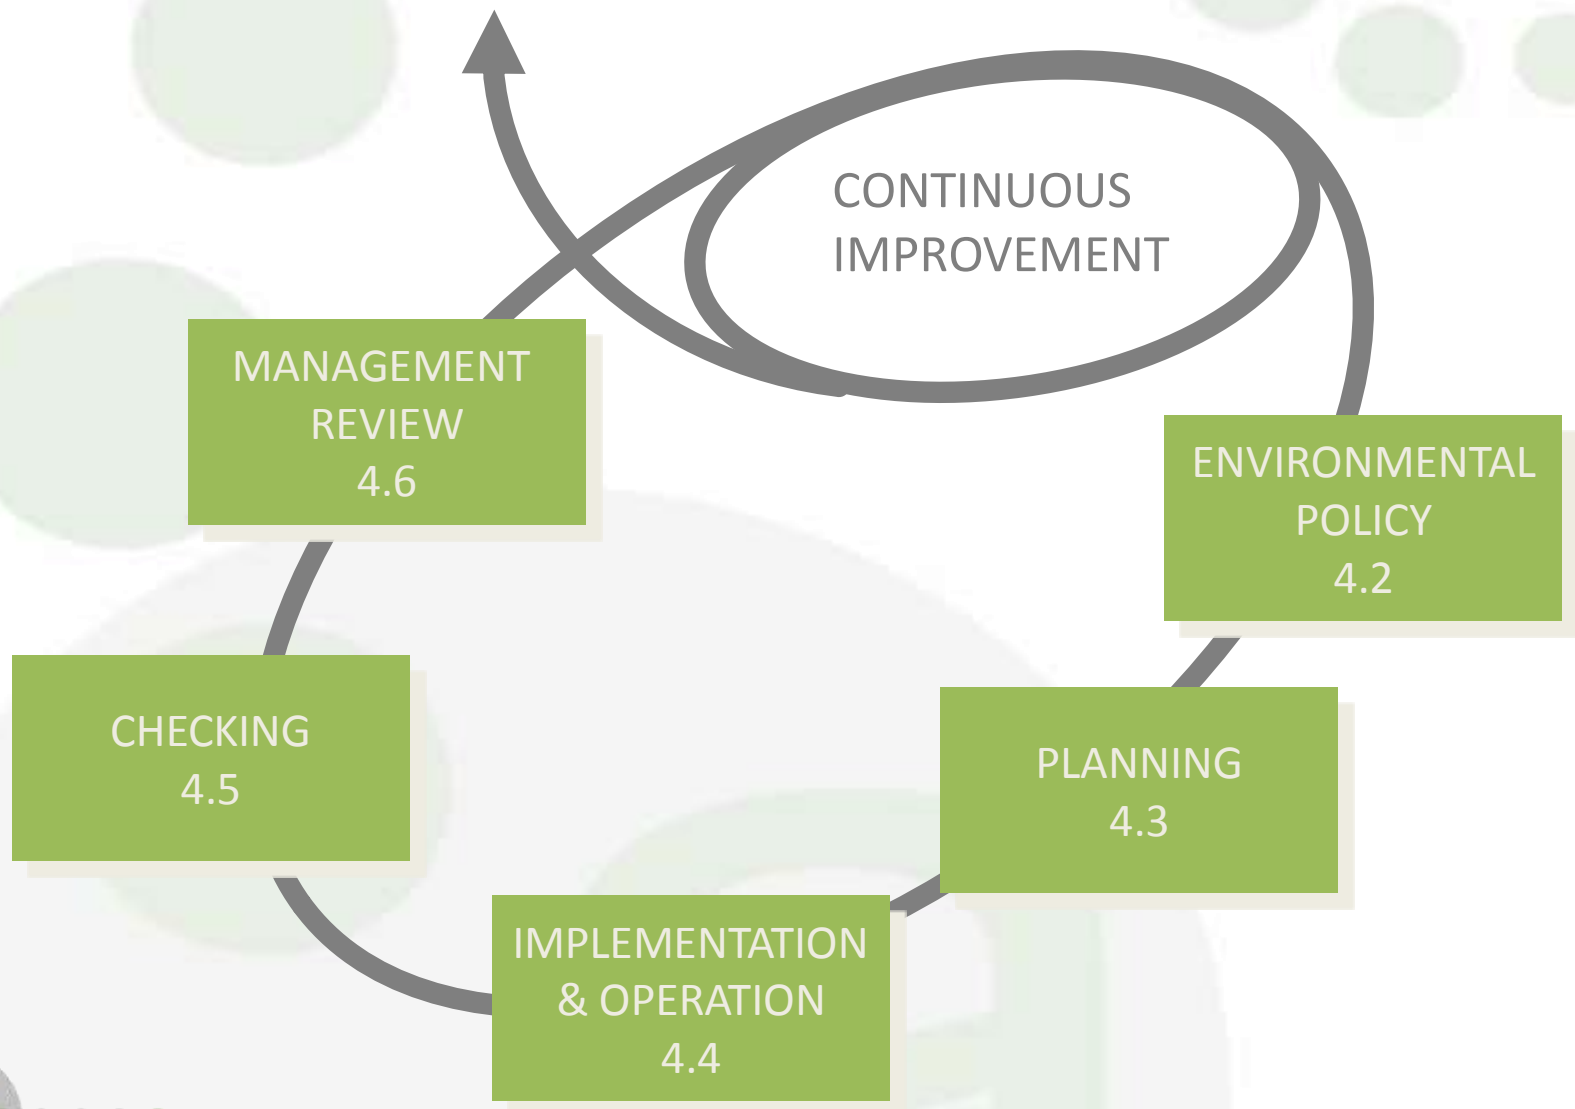 CONTINUOUS
IMPROVEMENT
MANAGEMENT
REVIEW
4.6
ENVIRONMENTAL
POLICY
4.2
CHECKING
4.5
PLANNING
4.3
IMPLEMENTATION
& OPERATION
4.4